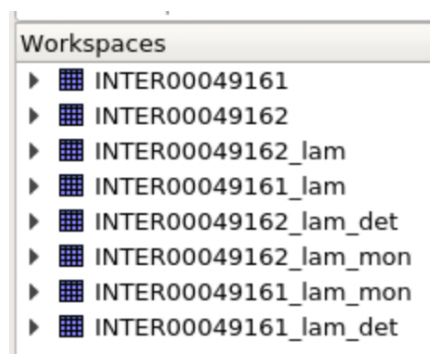 Workspaces
INTER00049161
INTER00049162
INTER00049162_lam
INTER00049161_lam
INTER00049162_lam_det
INTER00049162_lam_mon
INTER00049161_lam_mon
INTER00049161_lam_det